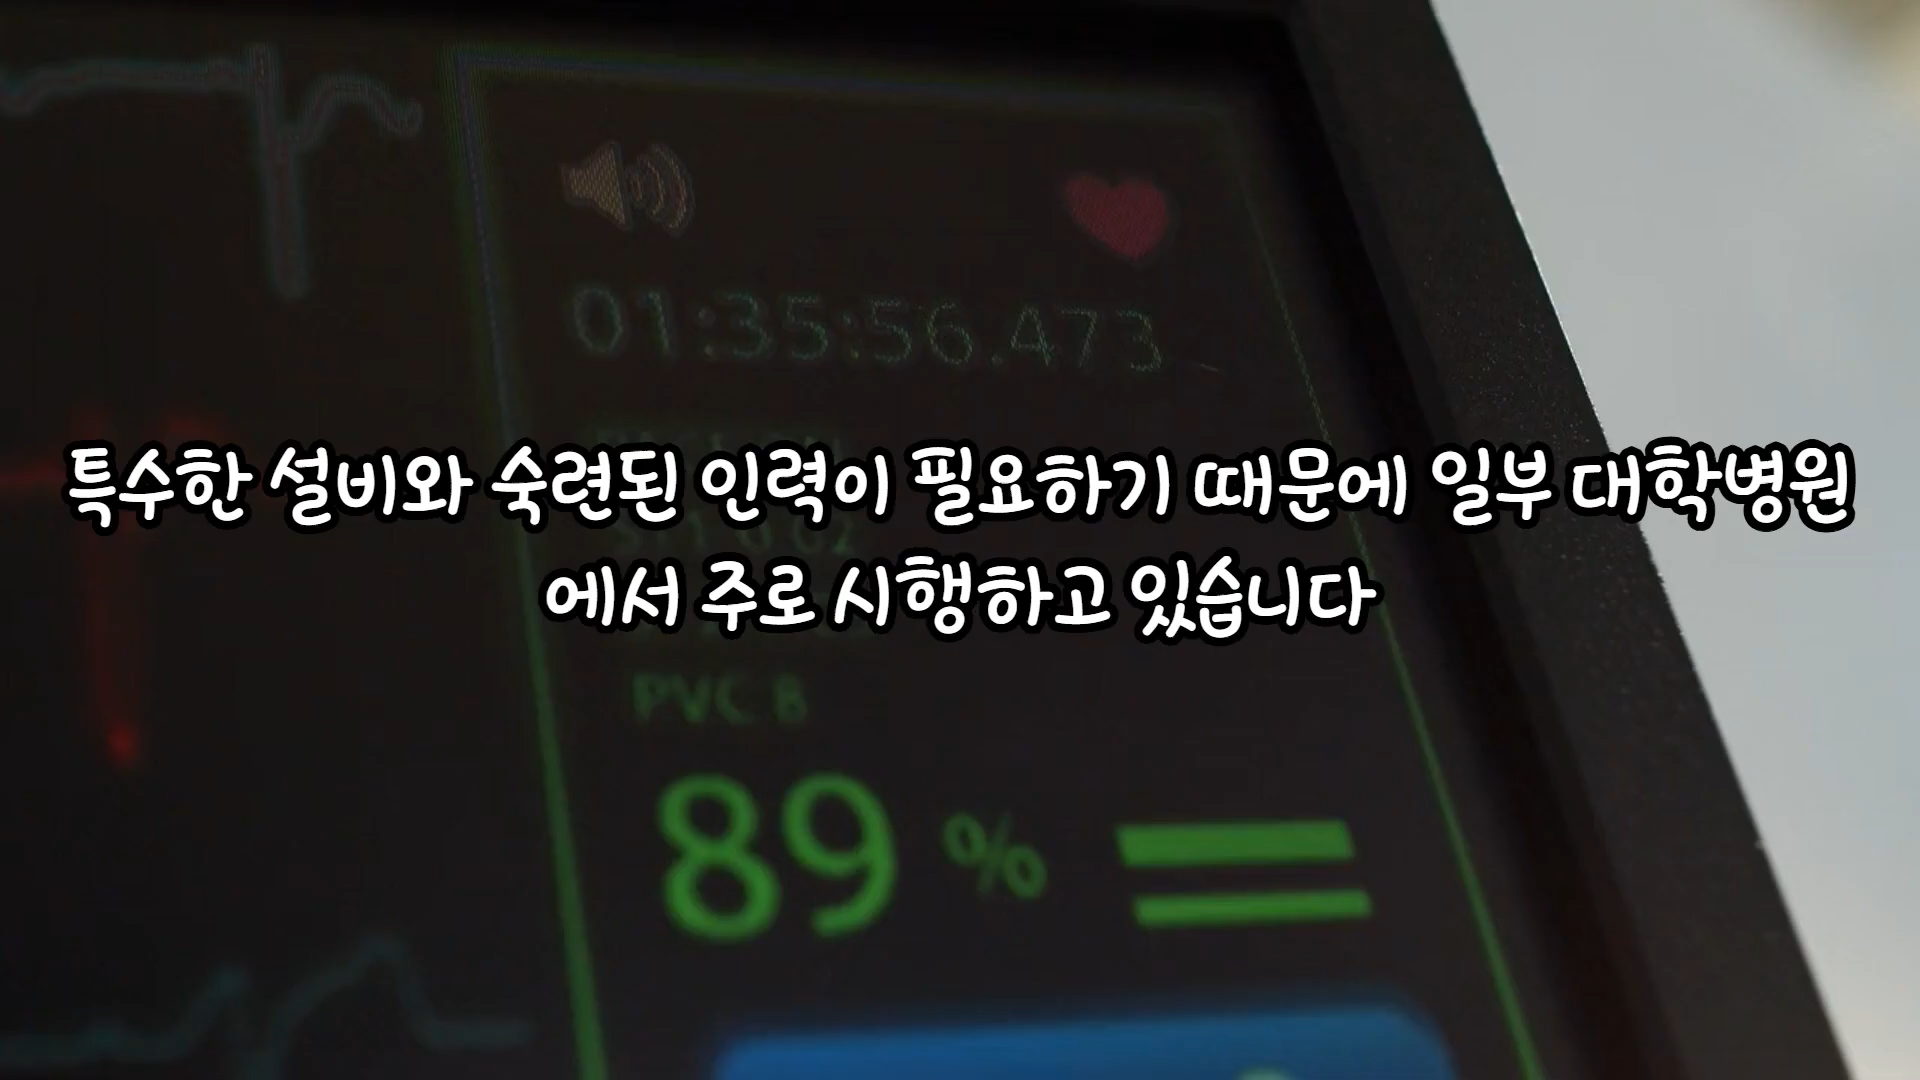 01:35:56.473
특수한 설비와 숙련된 인력이 필요하기 때문에 일부 대학병원
에서 주로 시행하고 있습니다
PVC 8
89 %